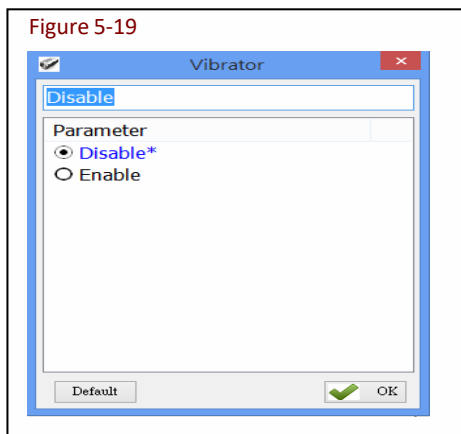 Figure 5-19
Vibrator
Disable
Parameter
Disable*
Enable
Default OK